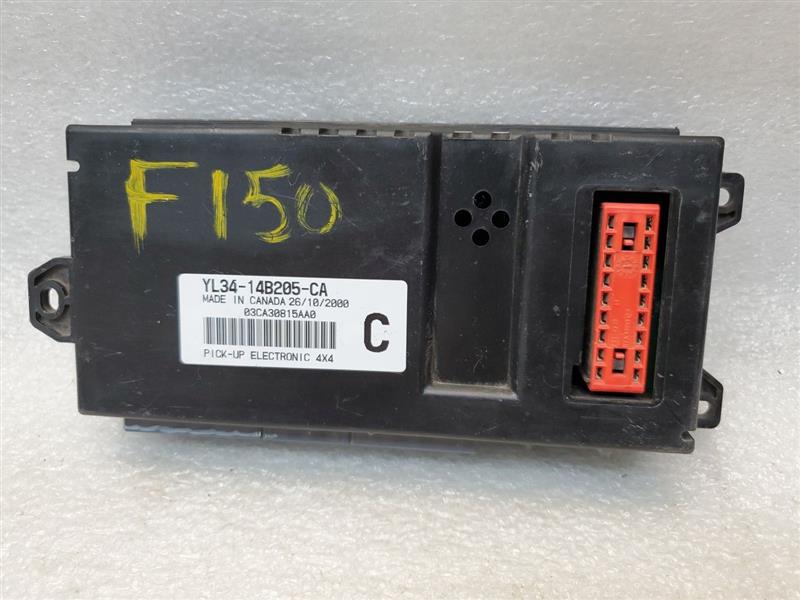 F150
YL34-14B205-CA
MADE IN CANADA 26/10/2000
03CA30815AA0
C
PICK-UP ELECTRONIC 4X4